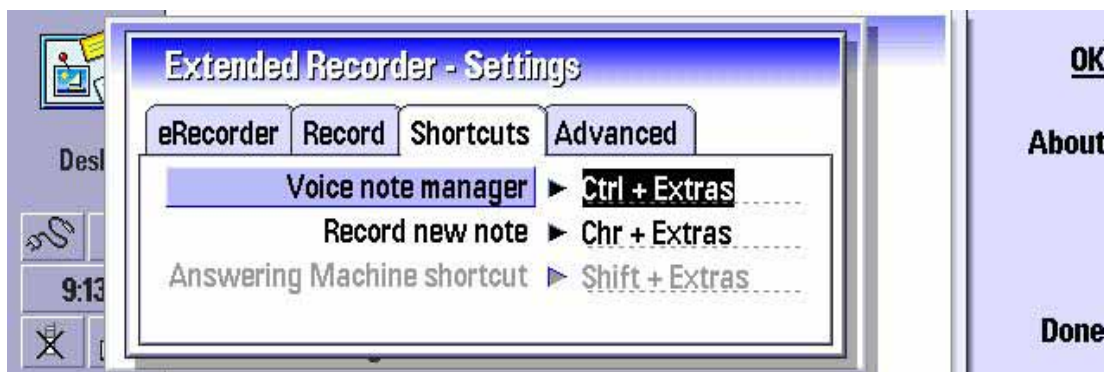 Extended Recorder - Settings
OK
eRecorder Record Shortcuts Advanced
About
Voice note manager Ctrl + Extras
Record new note Chr + Extras
Answering Machine shortcut Shift + Extras
9:13
Done